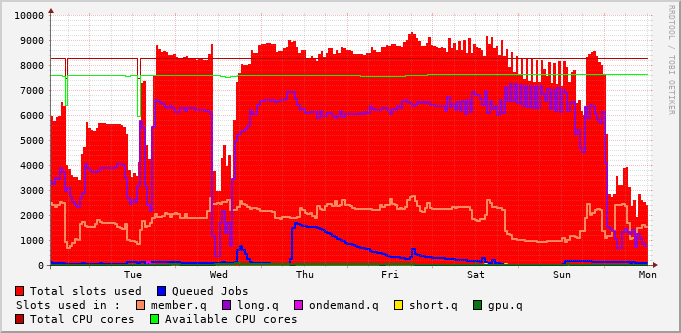 10000
9000
8000
7000
6000
5000
4000
3000
2000
1000
0
Tue Wed Thu Fri Sat Sun Mon
RRDTOOL / TOBI OETIKER
Total slots used Queued Jobs
Slots used in : member.q long.q ondemand.q short.q gpu.q
Total CPU cores Available CPU cores